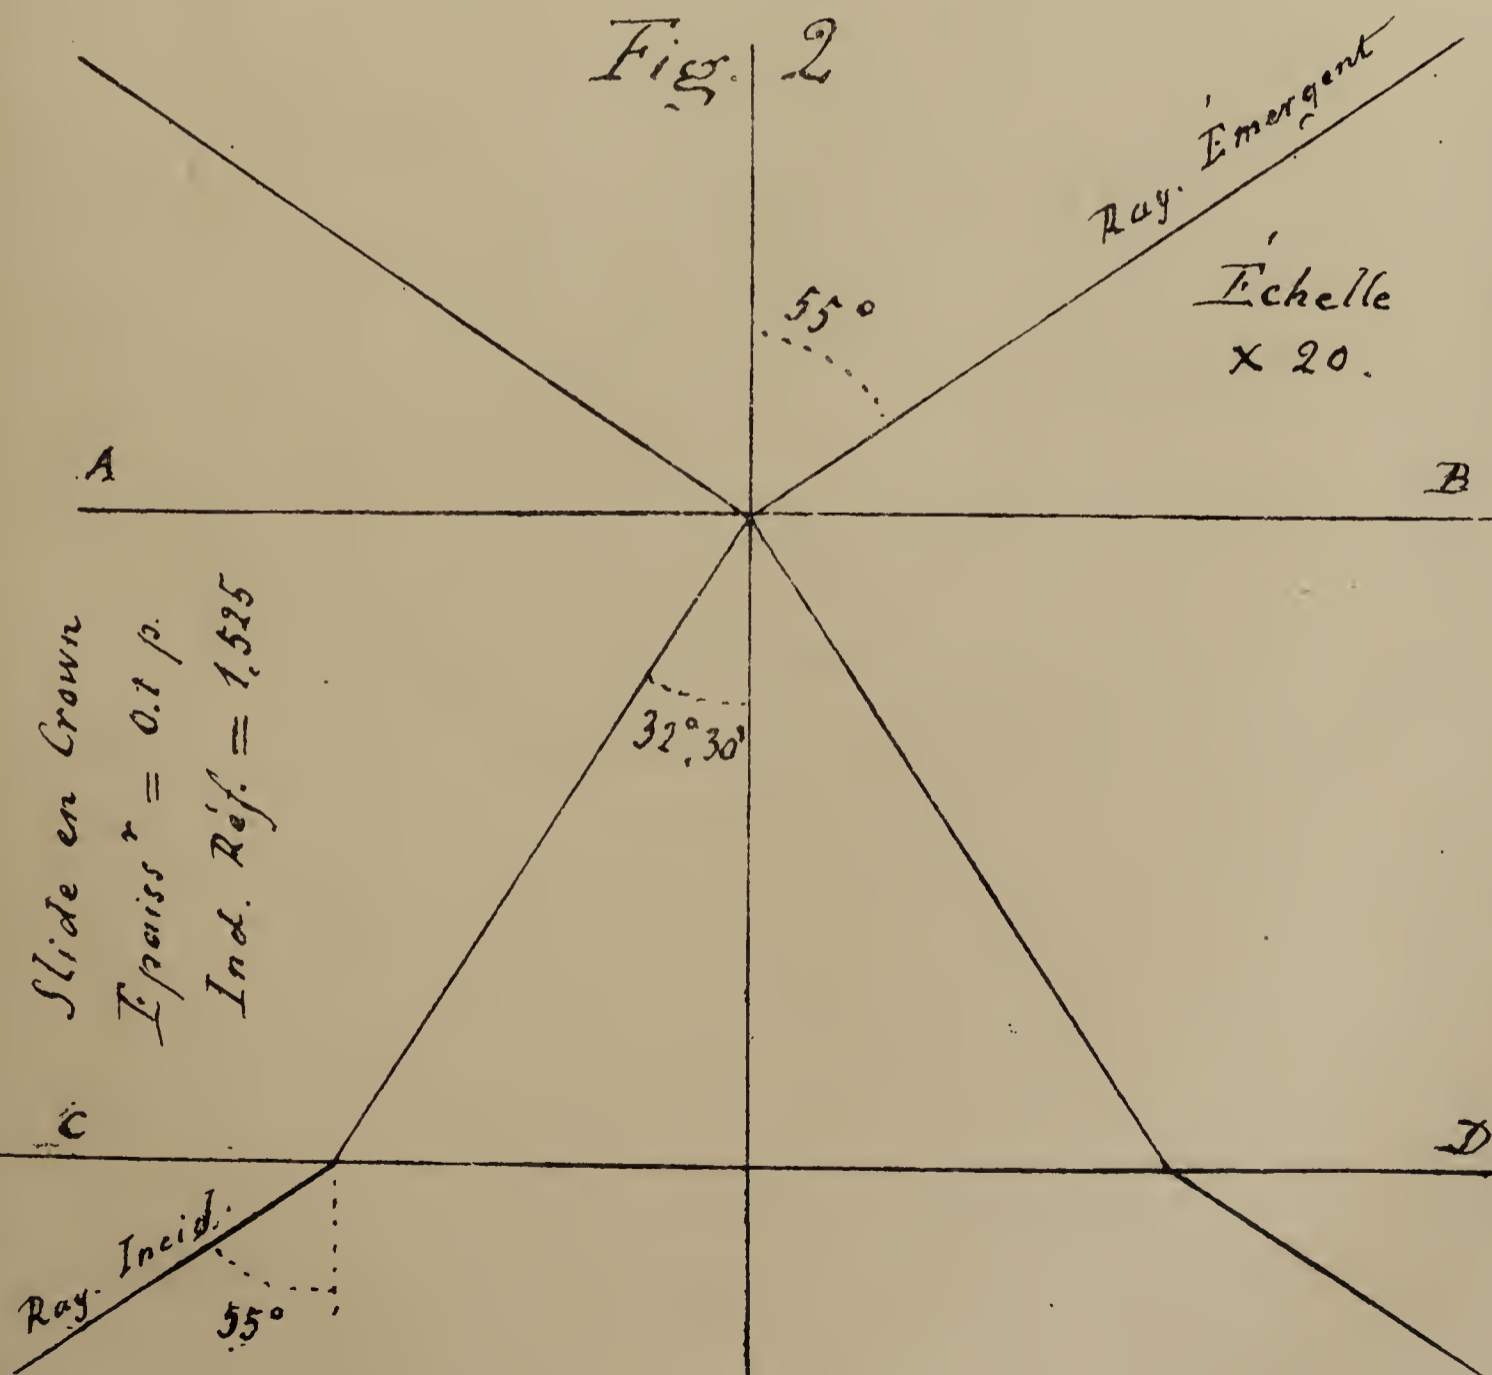 Fig. 2
Ray. Émergent
Échelle
× 20.
55°
A
B
Slide en Crown
Epaissr = 0.1 p.
Ind. Réf. = 1,525
32°.30'
C
D
Ray. Incid.
55°